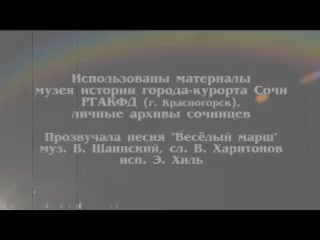 Использованы материалы
музея истории города-курорта Сочи
РГАКФД (г. Красногорск),
личные архивы сочинцев
Прозвучала песня "Весёлый марш"
муз. В. Шаинский, сл. В. Харитонов
исп. Э. Хиль